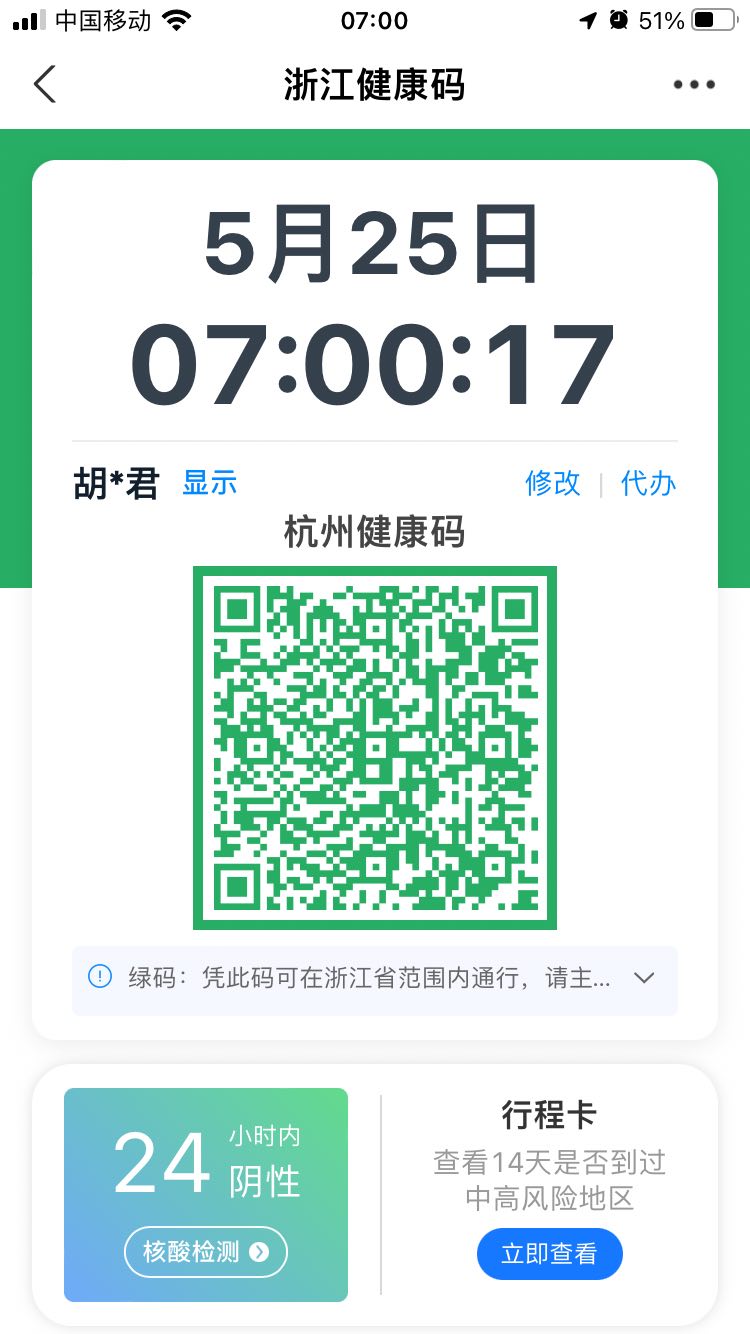 中国移动 07:00 51%
浙江健康码
5月25日
07:00:17
胡*君 显示 修改 | 代办
杭州健康码
绿码：凭此码可在浙江省范围内通行，请主...
24 小时内
阴性
核酸检测
行程卡
查看14天是否到过
中高风险地区
立即查看